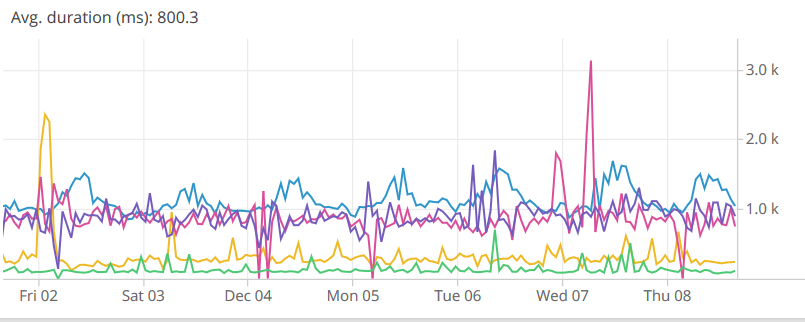 Avg. duration (ms): 800.3
3.0 k
2.0 k
1.0 k
Fri 02 Sat 03 Dec 04 Mon 05 Tue 06 Wed 07 Thu 08